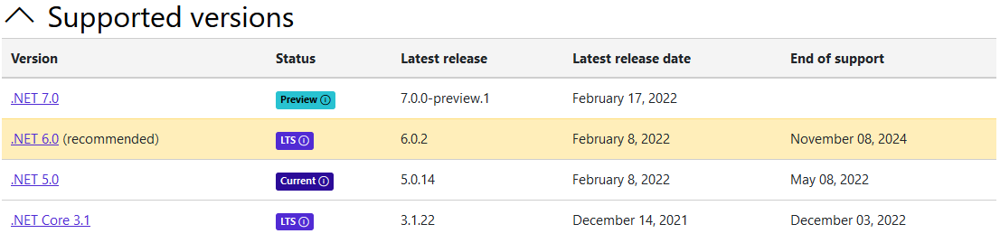 Supported versions
Version Status Latest release Latest release date End of support
.NET 7.0 Preview 7.0.0-preview.1 February 17, 2022
.NET 6.0 (recommended) LTS 6.0.2 February 8, 2022 November 08, 2024
.NET 5.0 Current 5.0.14 February 8, 2022 May 08, 2022
.NET Core 3.1 LTS 3.1.22 December 14, 2021 December 03, 2022